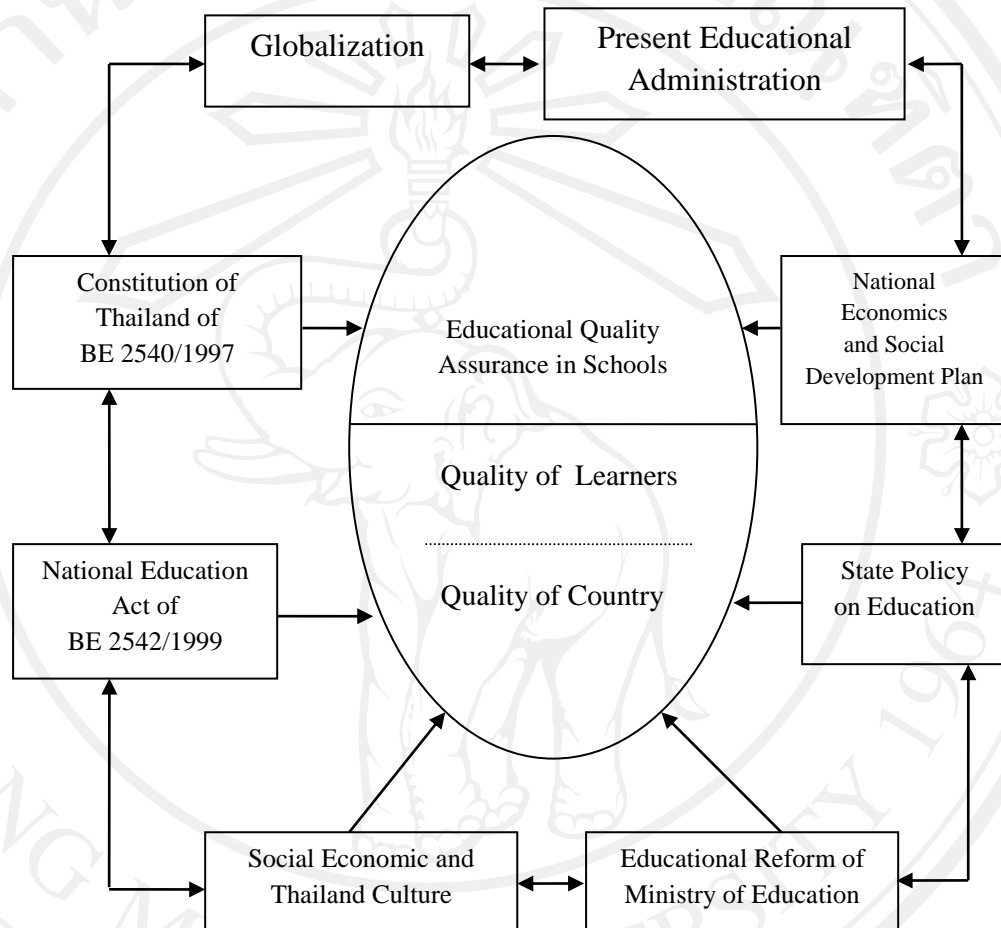 Globalization
Present Educational
Administration
Constitution of
Thailand of
BE 2540/1997
Educational Quality
Assurance in Schools
National
Economics
and Social
Development Plan
Quality of Learners
Quality of Country
National Education
Act of
BE 2542/1999
State Policy
on Education
Social Economic and
Thailand Culture
Educational Reform of
Ministry of Education
1964